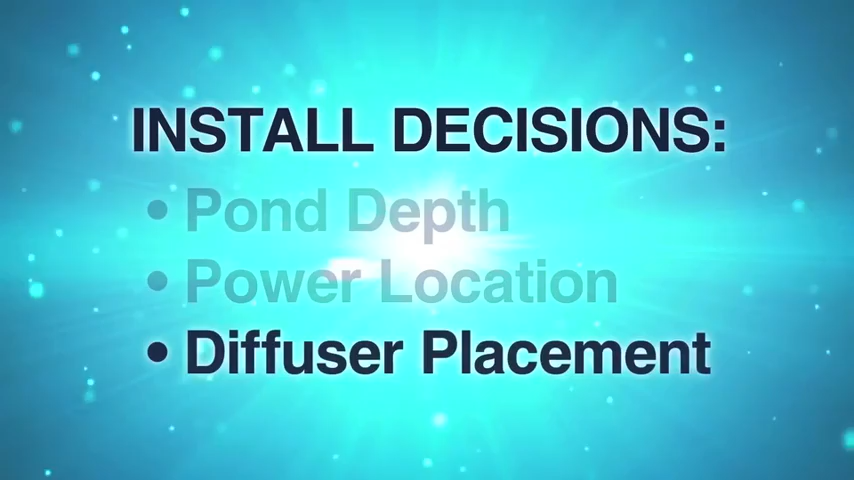 INSTALL DECISIONS:
• Pond Depth
• Power Location
• Diffuser Placement